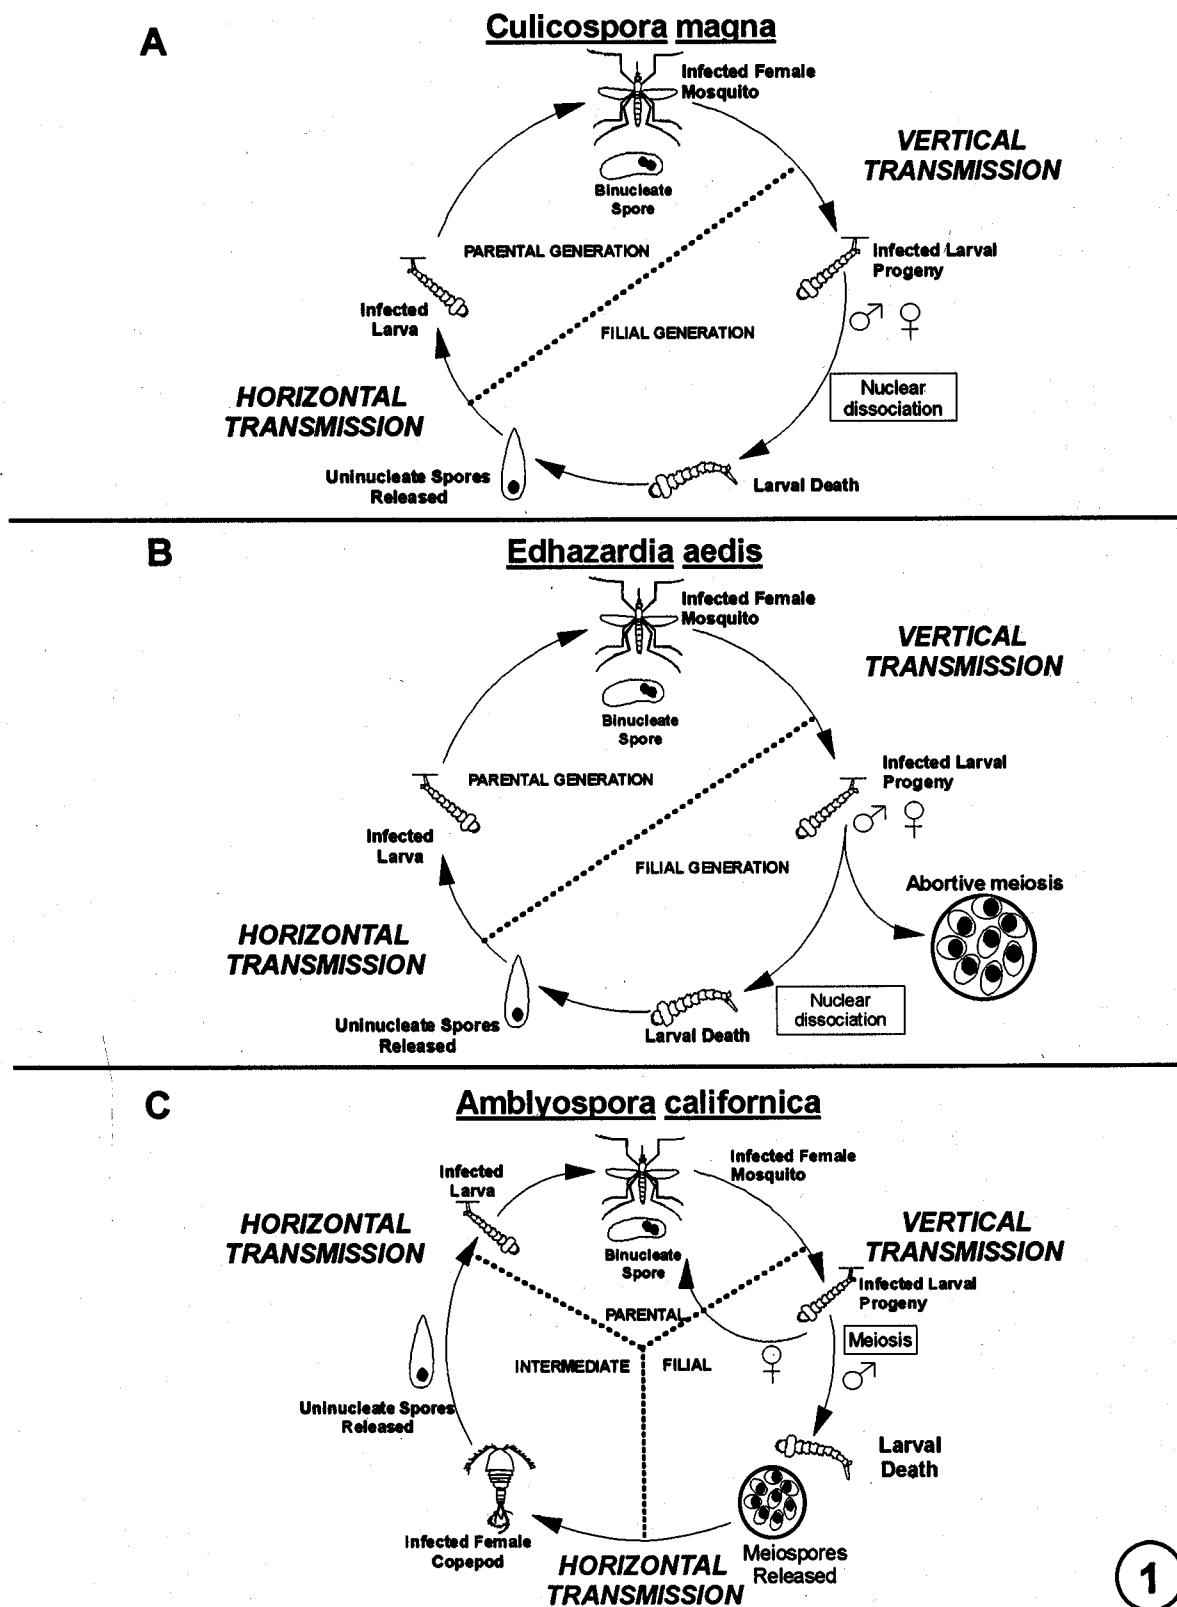 A
Culicospora magna
Infected Female
Mosquito
VERTICAL
TRANSMISSION
Binucleate
Spore
PARENTAL GENERATION
Infected Larval
Progeny
Infected
Larva
FILIAL GENERATION
HORIZONTAL
TRANSMISSION
Nuclear
dissociation
Uninucleate Spores
Released
Larval Death
B
Edhazardia aedis
Infected Female
Mosquito
VERTICAL
TRANSMISSION
Binucleate
Spore
PARENTAL GENERATION
Infected Larval
Progeny
Infected
Larva
FILIAL GENERATION
Abortive meiosis
HORIZONTAL
TRANSMISSION
Nuclear
dissociation
Uninucleate Spores
Released
Larval Death
C
Amblyospora californica
Infected Female
Mosquito
Infected
Larva
HORIZONTAL
TRANSMISSION
VERTICAL
TRANSMISSION
Binucleate
Spore
Infected Larval
Progeny
PARENTAL
Meiosis
INTERMEDIATE
FILIAL
Uninucleate Spores
Released
Larval
Death
Infected Female
Copepod
Meiospores
Released
HORIZONTAL
TRANSMISSION
1